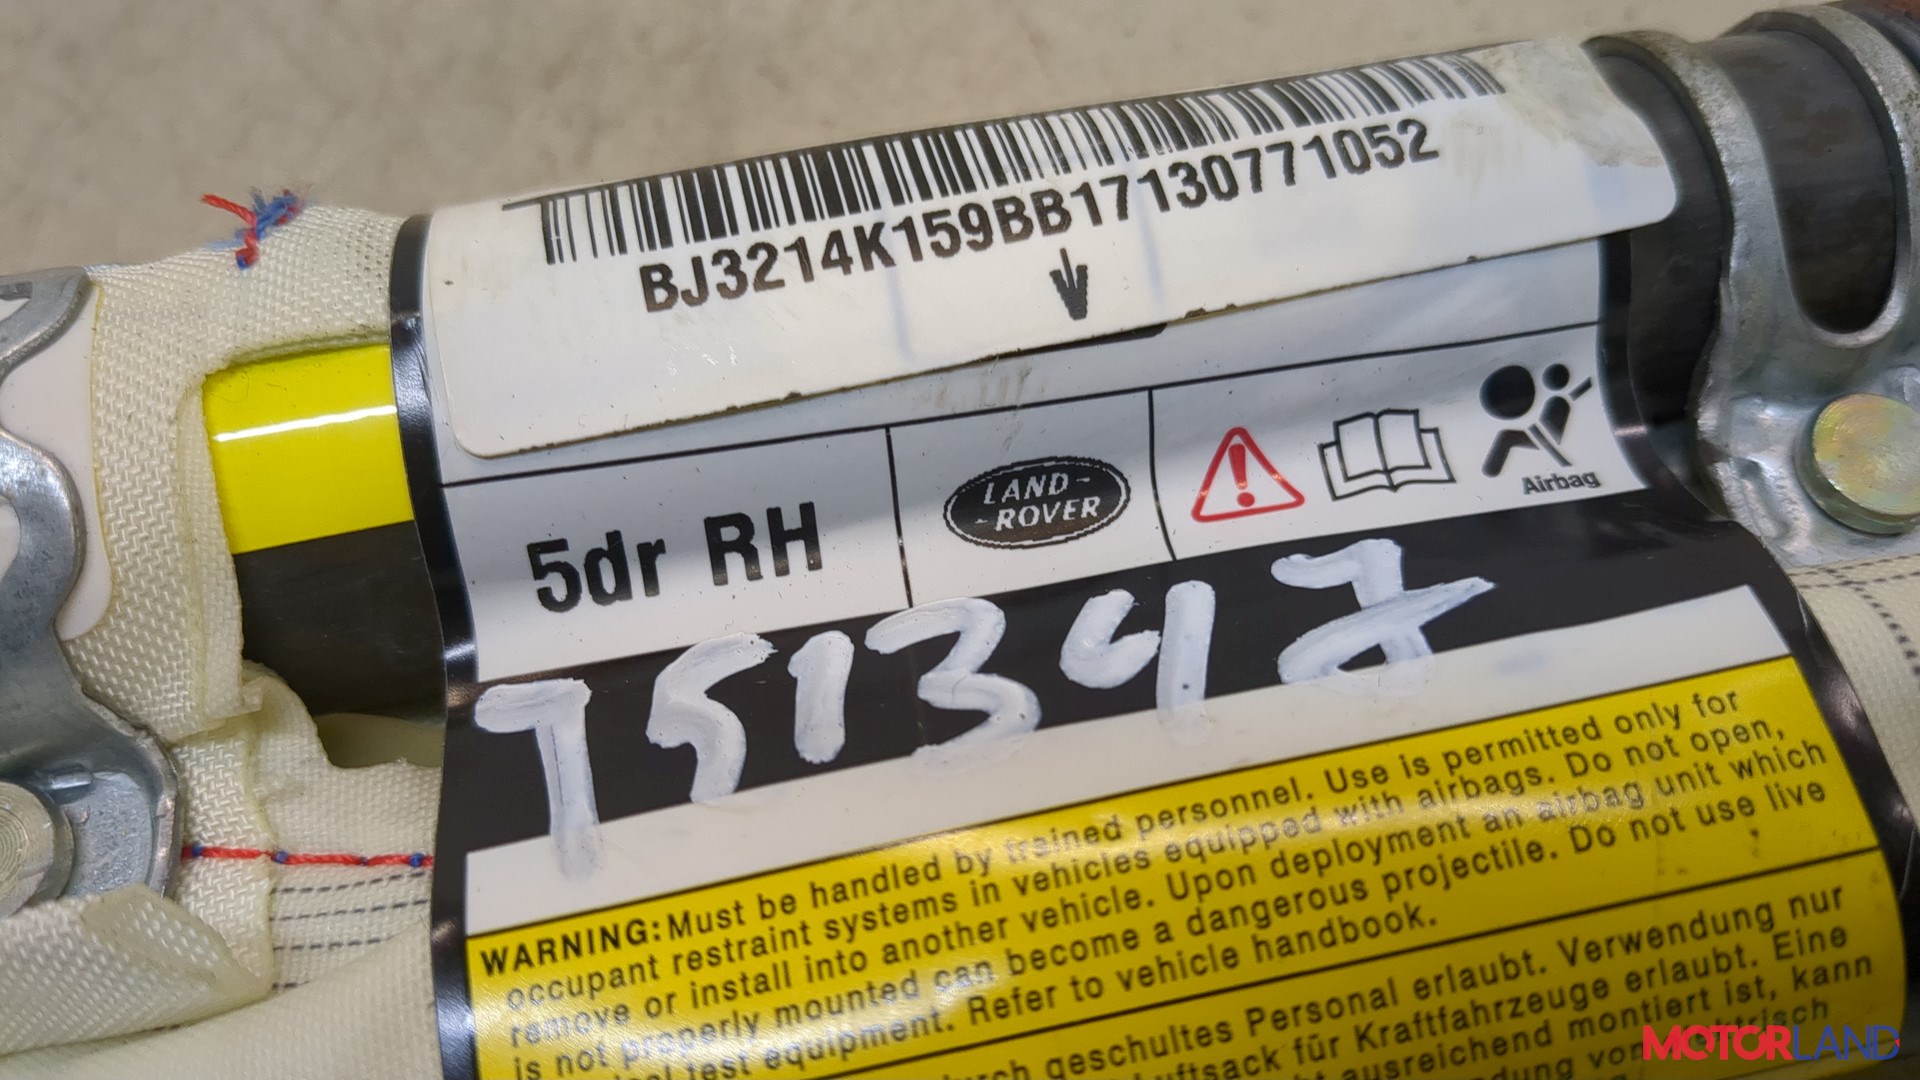 BJ3214K159BB17130771052
5dr RH
LAND-
-ROVER
Airbag
751347
WARNING: Must be handled by trained personnel. Use is permitted only for
occupant restraint systems in vehicles equipped with airbags. Do not open,
remove or install into another vehicle. Upon deployment an airbag unit which
is not properly mounted can become a dangerous projectile. Do not use live
test equipment. Refer to vehicle handbook.
geschultes Personal erlaubt. Verwendung nur
für Kraftfahrzeuge erlaubt. Eine
ausreichend montiert ist, kann
MOTORLAND